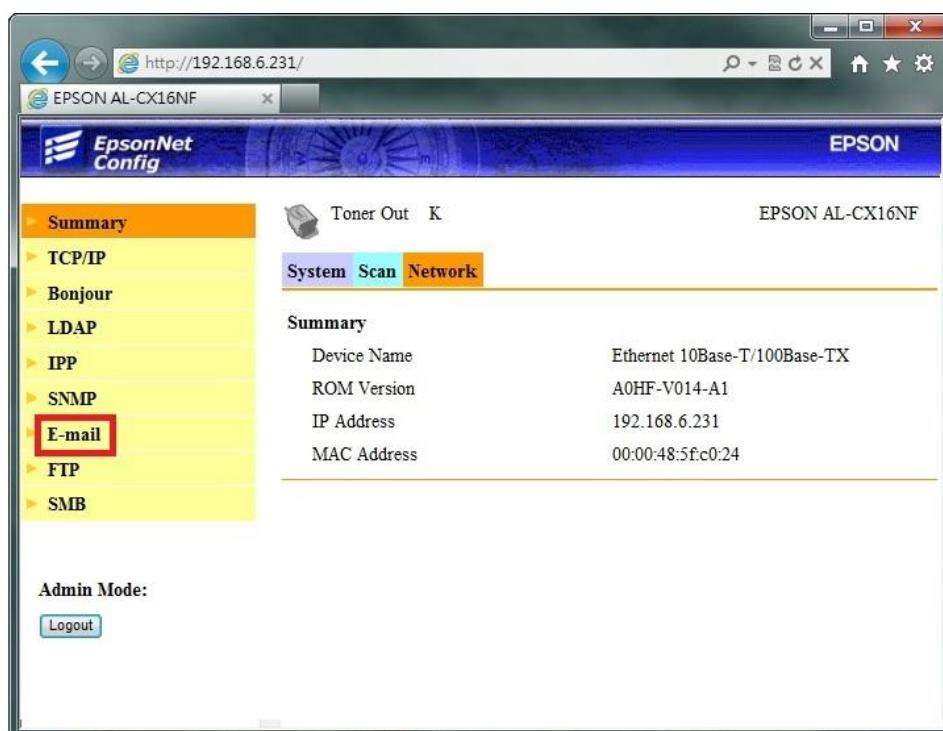 http://192.168.6.231/
EPSON AL-CX16NF
EpsonNet
Config
EPSON
Toner Out K
EPSON AL-CX16NF
System Scan Network
Summary
TCP/IP
Bonjour
LDAP
IPP
SNMP
E-mail
FTP
SMB
Admin Mode:
Logout
Summary
Device Name Ethernet 10Base-T/100Base-TX
ROM Version A0HF-V014-A1
IP Address 192.168.6.231
MAC Address 00:00:48:5f:c0:24